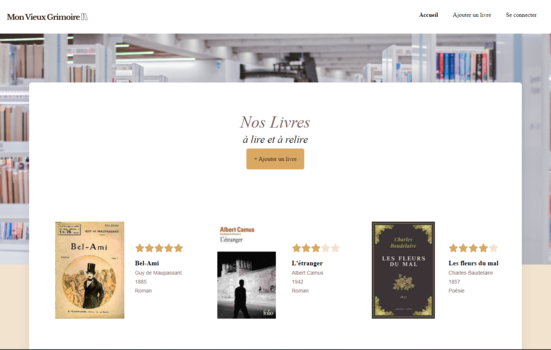 Mon Vieux Grimoire
Accueil
Ajouter un livre
Se connecter
Nos Livres
à lire et à relire
+ Ajouter un livre
Bel-Ami
Bel-Ami
Guy de Maupassant
1885
Roman
Albert Camus
L'étranger
folio
L'étranger
Albert Camus
1942
Roman
Charles
Baudelaire
LES FLEURS
DU MAL
Les fleurs du mal
Charles Baudelaire
1857
Poésie